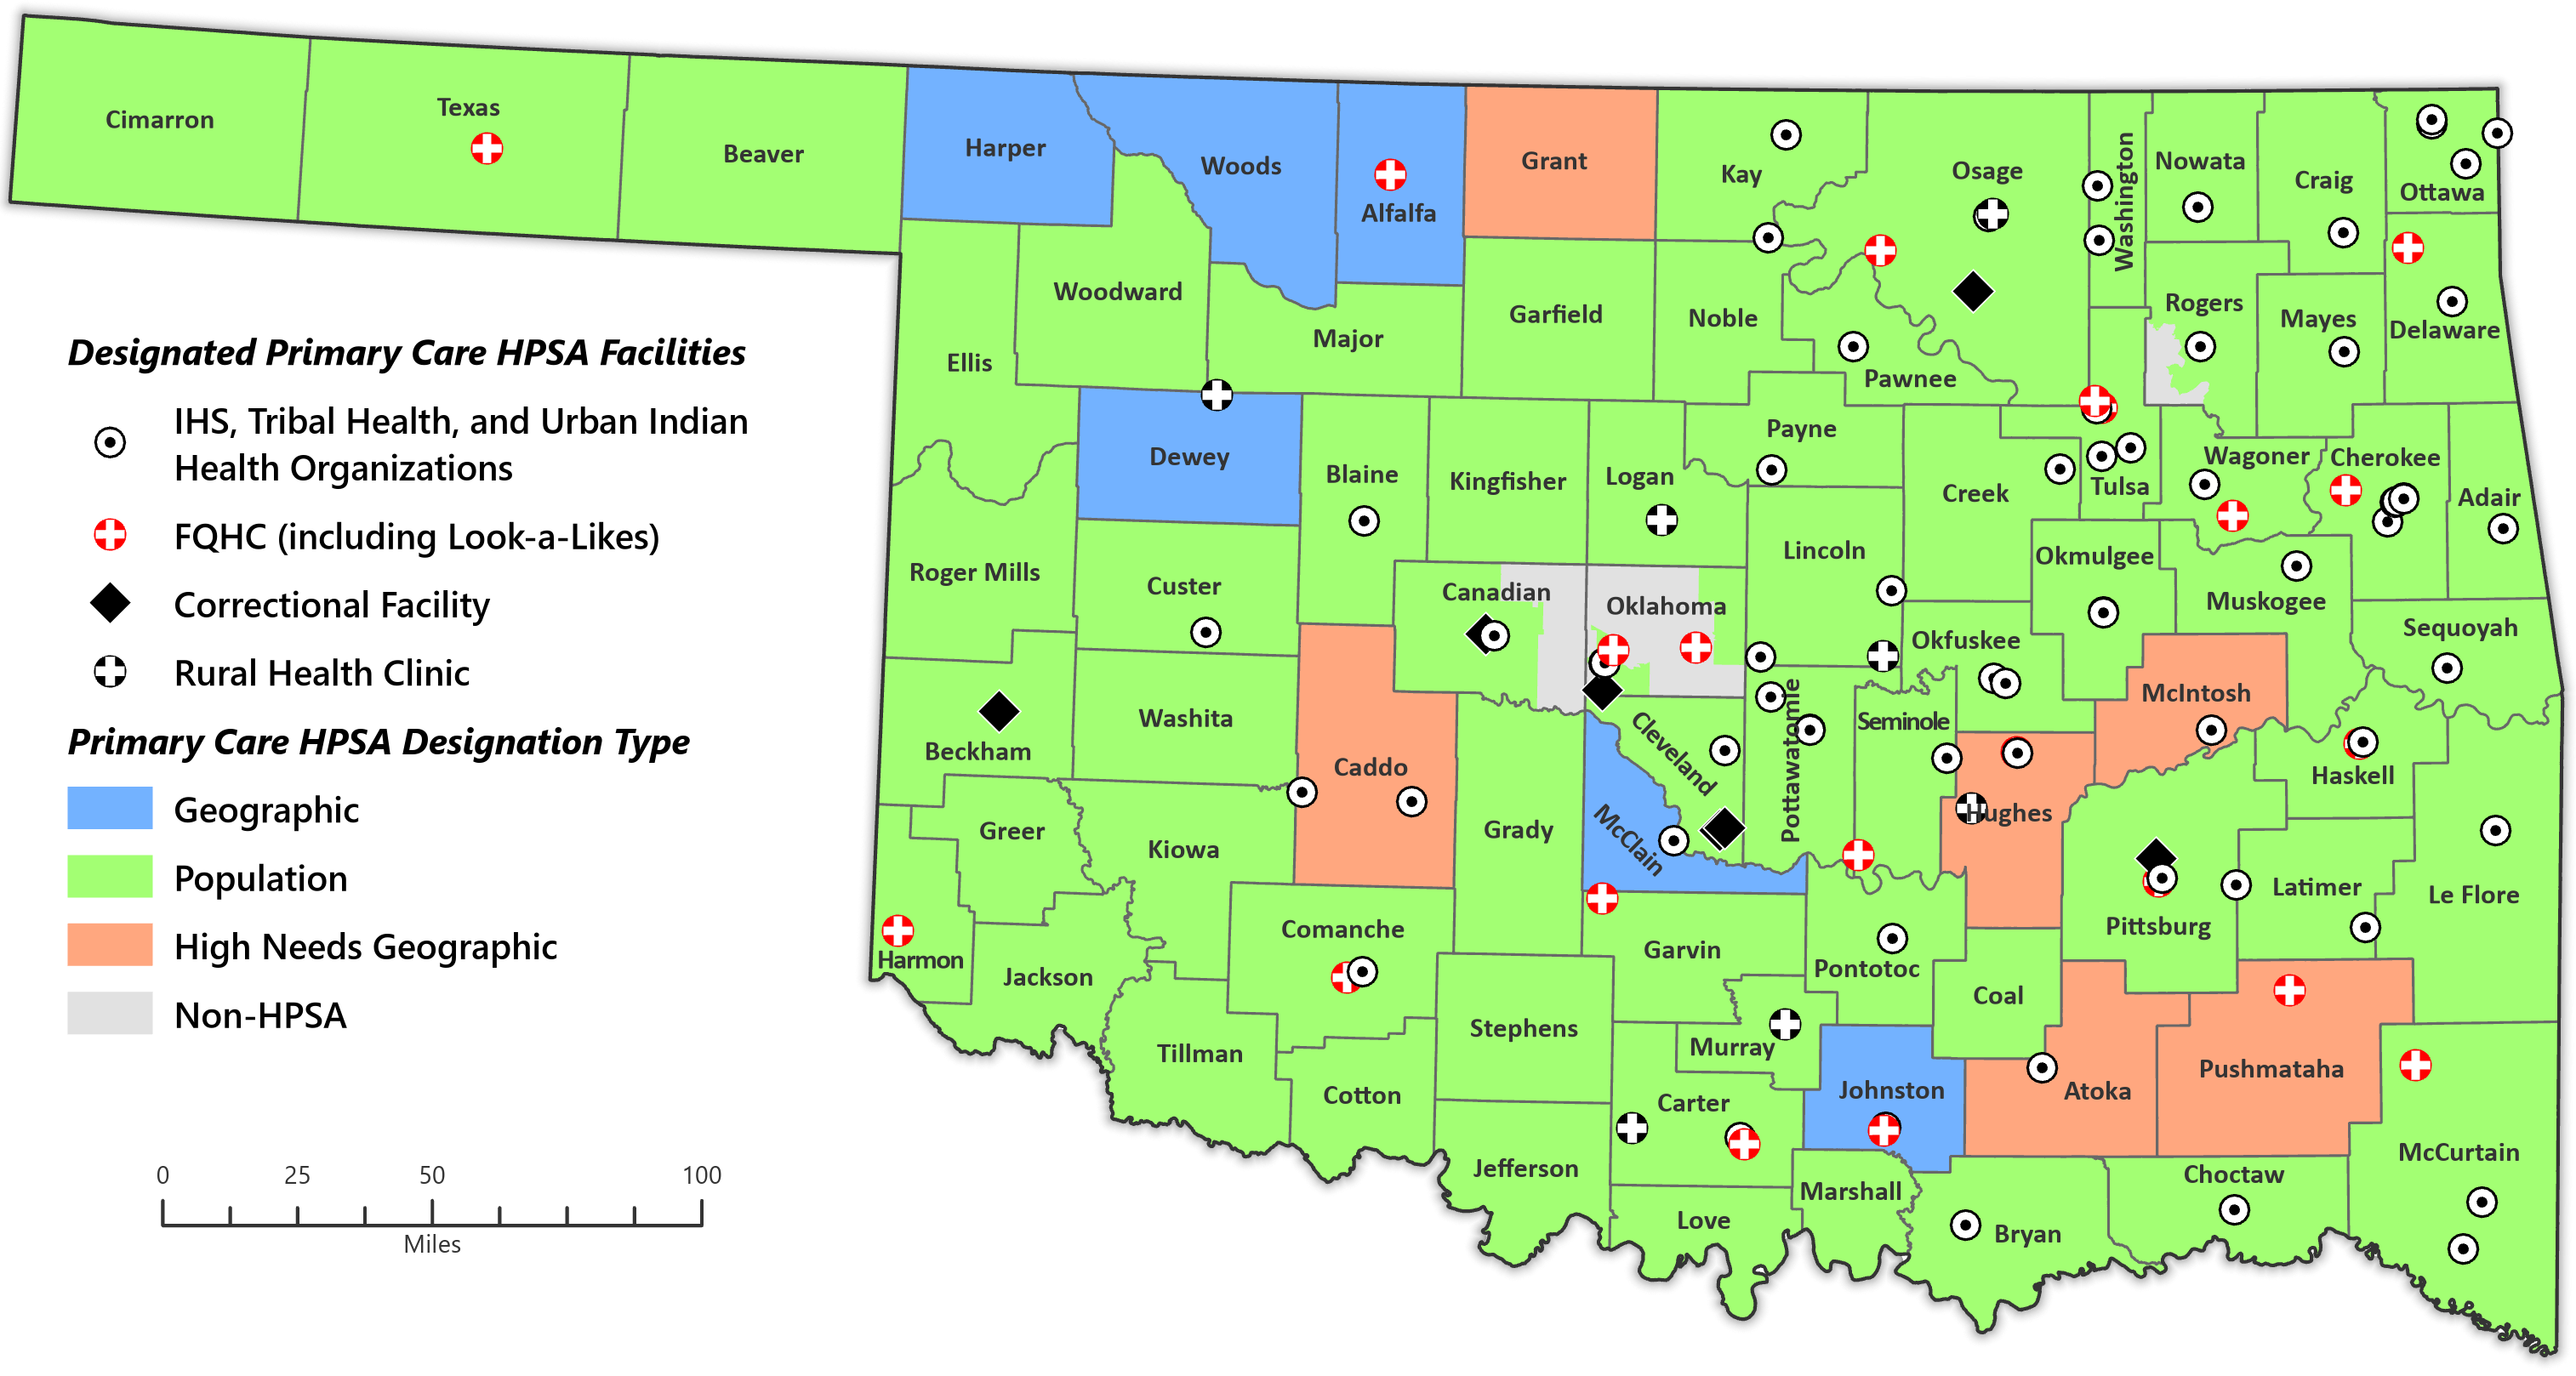 Cimarron
Texas
Beaver
Harper
Woods
Alfalfa
Grant
Kay
Osage
Washington
Nowata
Craig
Ottawa
Woodward
Ellis
Major
Garfield
Noble
Pawnee
Rogers
Mayes
Delaware
Designated Primary Care HPSA Facilities
IHS, Tribal Health, and Urban Indian
Health Organizations
FQHC (including Look-a-Likes)
Correctional Facility
Rural Health Clinic
Primary Care HPSA Designation Type
Geographic
Population
High Needs Geographic
Non-HPSA
Dewey
Blaine
Kingfisher
Logan
Payne
Creek
Tulsa
Wagoner
Cherokee
Adair
Roger Mills
Custer
Canadian
Oklahoma
Lincoln
Okmulgee
Okfuskee
Muskogee
Sequoyah
Beckham
Washita
Caddo
Grady
Cleveland
McClain
Pottawatomie
Seminole
Hughes
McIntosh
Haskell
Greer
Kiowa
Harmon
Jackson
Comanche
Garvin
Pontotoc
Pittsburg
Latimer
Le Flore
Tillman
Cotton
Stephens
Murray
Coal
Johnston
Atoka
Pushmataha
McCurtain
Carter
Jefferson
Love
Marshall
Bryan
Choctaw
0 25 50 100
Miles